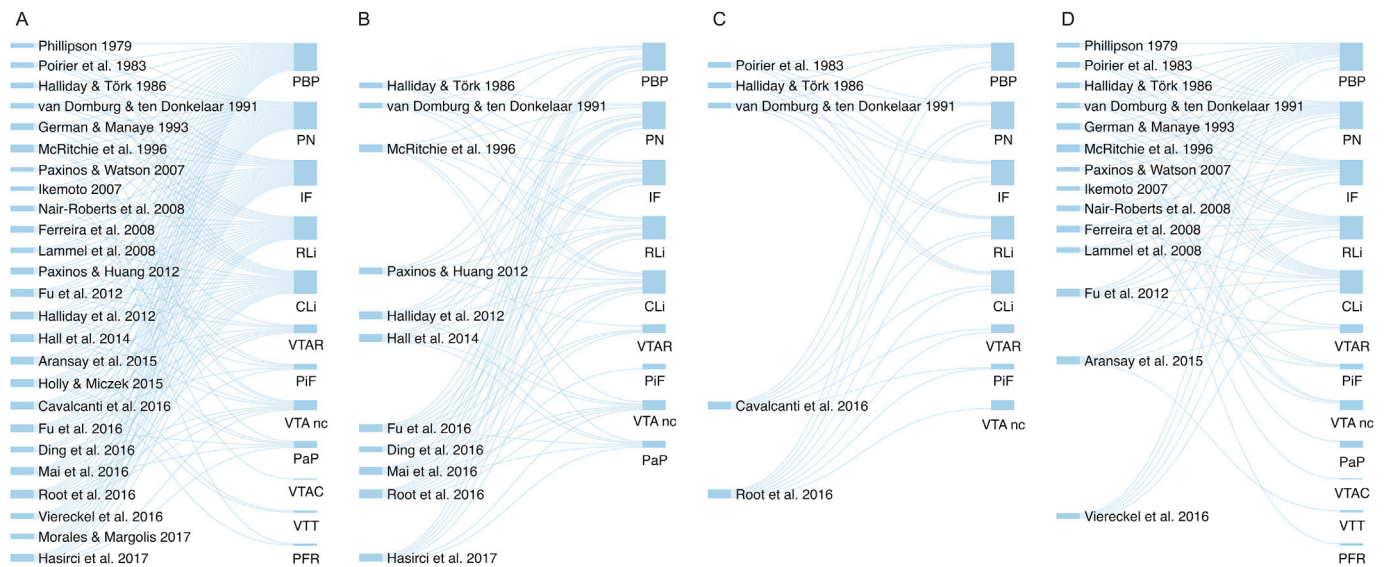 A
Phillipson 1979
Poirier et al. 1983
Halliday & Törk 1986
van Domburg & ten Donkelaar 1991
German & Manaye 1993
McRitchie et al. 1996
Paxinos & Watson 2007
Ikemoto 2007
Nair-Roberts et al. 2008
Ferreira et al. 2008
Lammel et al. 2008
Paxinos & Huang 2012
Fu et al. 2012
Halliday et al. 2012
Hall et al. 2014
Aransay et al. 2015
Holly & Miczek 2015
Cavalcanti et al. 2016
Fu et al. 2016
Ding et al. 2016
Mai et al. 2016
Root et al. 2016
Viereckel et al. 2016
Morales & Margolis 2017
Hasirci et al. 2017
PBP
PN
IF
RLi
CLi
VTAR
PiF
VTA nc
PaP
VTAC
VTT
PFR
B
Halliday & Törk 1986
van Domburg & ten Donkelaar 1991
McRitchie et al. 1996
Paxinos & Huang 2012
Halliday et al. 2012
Hall et al. 2014
Fu et al. 2016
Ding et al. 2016
Mai et al. 2016
Root et al. 2016
Hasirci et al. 2017
PBP
PN
IF
RLi
CLi
VTAR
PiF
VTA nc
PaP
C
Poirier et al. 1983
Halliday & Törk 1986
van Domburg & ten Donkelaar 1991
Cavalcanti et al. 2016
Root et al. 2016
PBP
PN
IF
RLi
CLi
VTAR
PiF
VTA nc
D
Phillipson 1979
Poirier et al. 1983
Halliday & Törk 1986
van Domburg & ten Donkelaar 1991
German & Manaye 1993
McRitchie et al. 1996
Paxinos & Watson 2007
Ikemoto 2007
Nair-Roberts et al. 2008
Ferreira et al. 2008
Lammel et al. 2008
Fu et al. 2012
Aransay et al. 2015
Viereckel et al. 2016
PBP
PN
IF
RLi
CLi
VTAR
PiF
VTA nc
PaP
VTAC
VTT
PFR